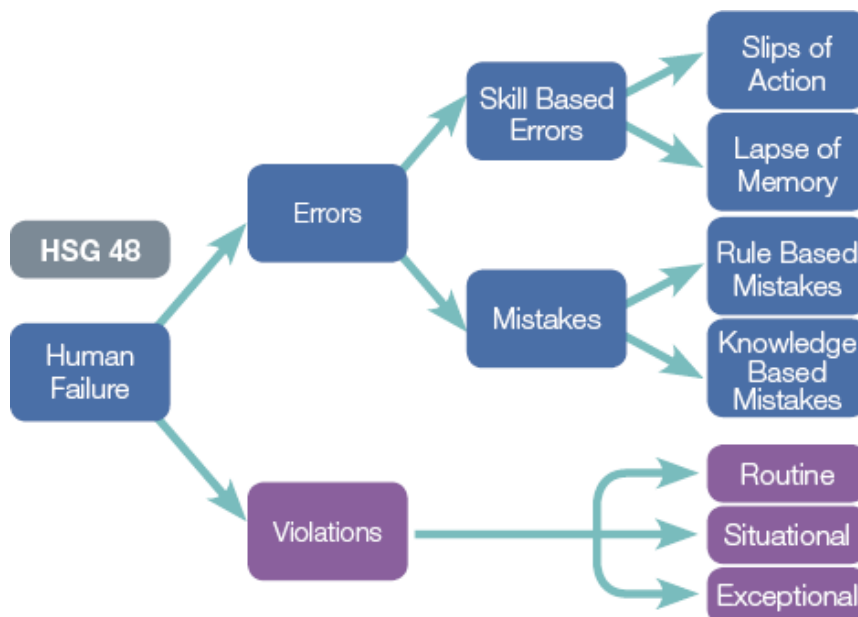 Slips of
Action
Skill Based
Errors
Lapse of
Memory
Errors
HSG 48
Rule Based
Mistakes
Mistakes
Human
Failure
Knowledge
Based
Mistakes
Routine
Violations
Situational
Exceptional